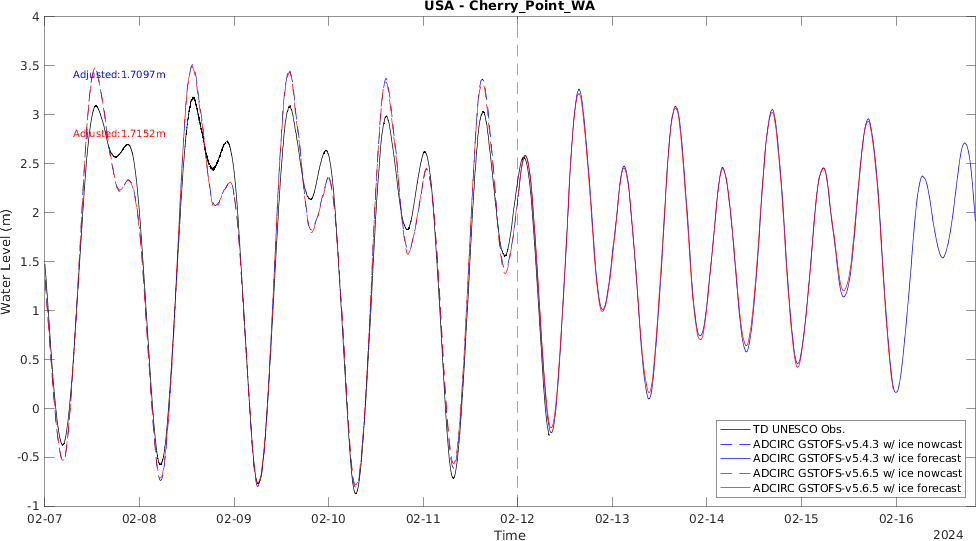 USA - Cherry_Point_WA
4
3.5
3
2.5
2
1.5
1
0.5
0
-0.5
-1
Water Level (m)
Adjusted:1.7097m
Adjusted:1.7152m
TD UNESCO Obs.
ADCIRC GSTOFS-v5.4.3 w/ ice nowcast
ADCIRC GSTOFS-v5.4.3 w/ ice forecast
ADCIRC GSTOFS-v5.6.5 w/ ice nowcast
ADCIRC GSTOFS-v5.6.5 w/ ice forecast
02-07 02-08 02-09 02-10 02-11 02-12 02-13 02-14 02-15 02-16
Time
2024